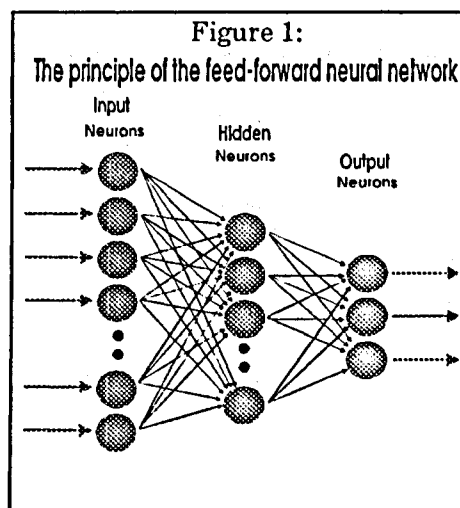 Figure 1:
The principle of the feed-forward neural network
Input
Neurons
Hidden
Neurons
Output
Neurons